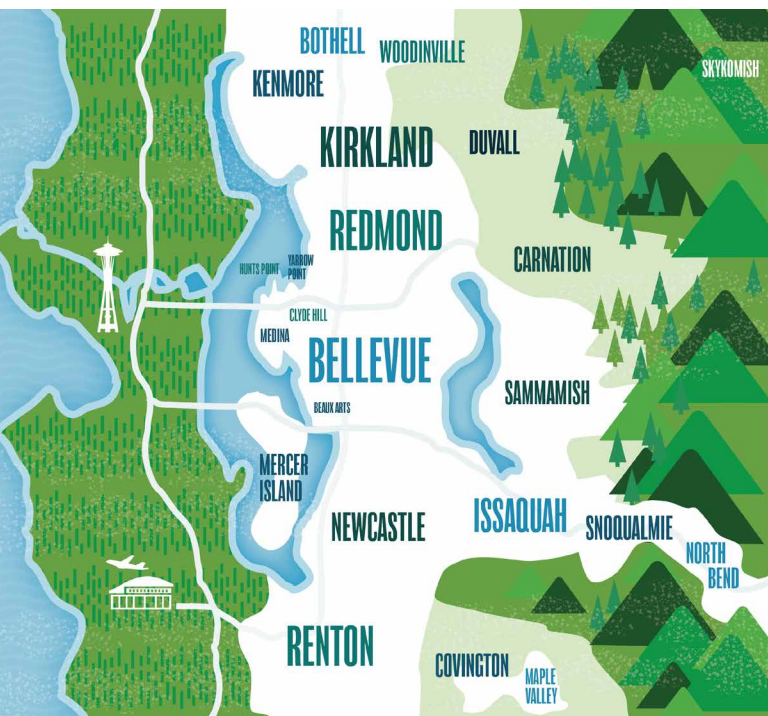 BOTHELL
WOODINVILLE
SKYKOMISH
KENMORE
KIRKLAND
DUVALL
REDMOND
HUNTS POINT
YARROW
POINT
CARNATION
CLYDE HILL
MEDINA
BELLEVUE
SAMMAMISH
BEAUX ARTS
MERCER
ISLAND
NEWCASTLE
ISSAQUAH
SNOQUALMIE
NORTH
BEND
RENTON
COVINGTON
MAPLE
VALLEY